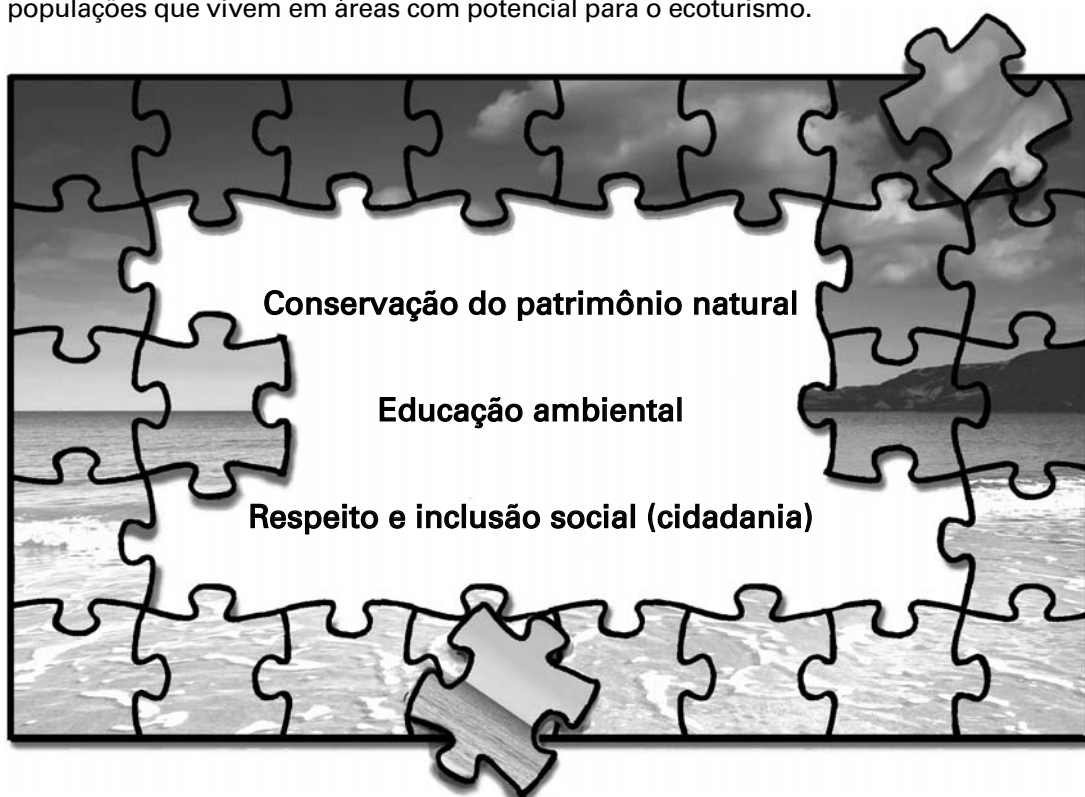 populações que vivem em áreas com potencial para o ecoturismo.
Conservação do patrimônio natural
Educação ambiental
Respeito e inclusão social (cidadania)